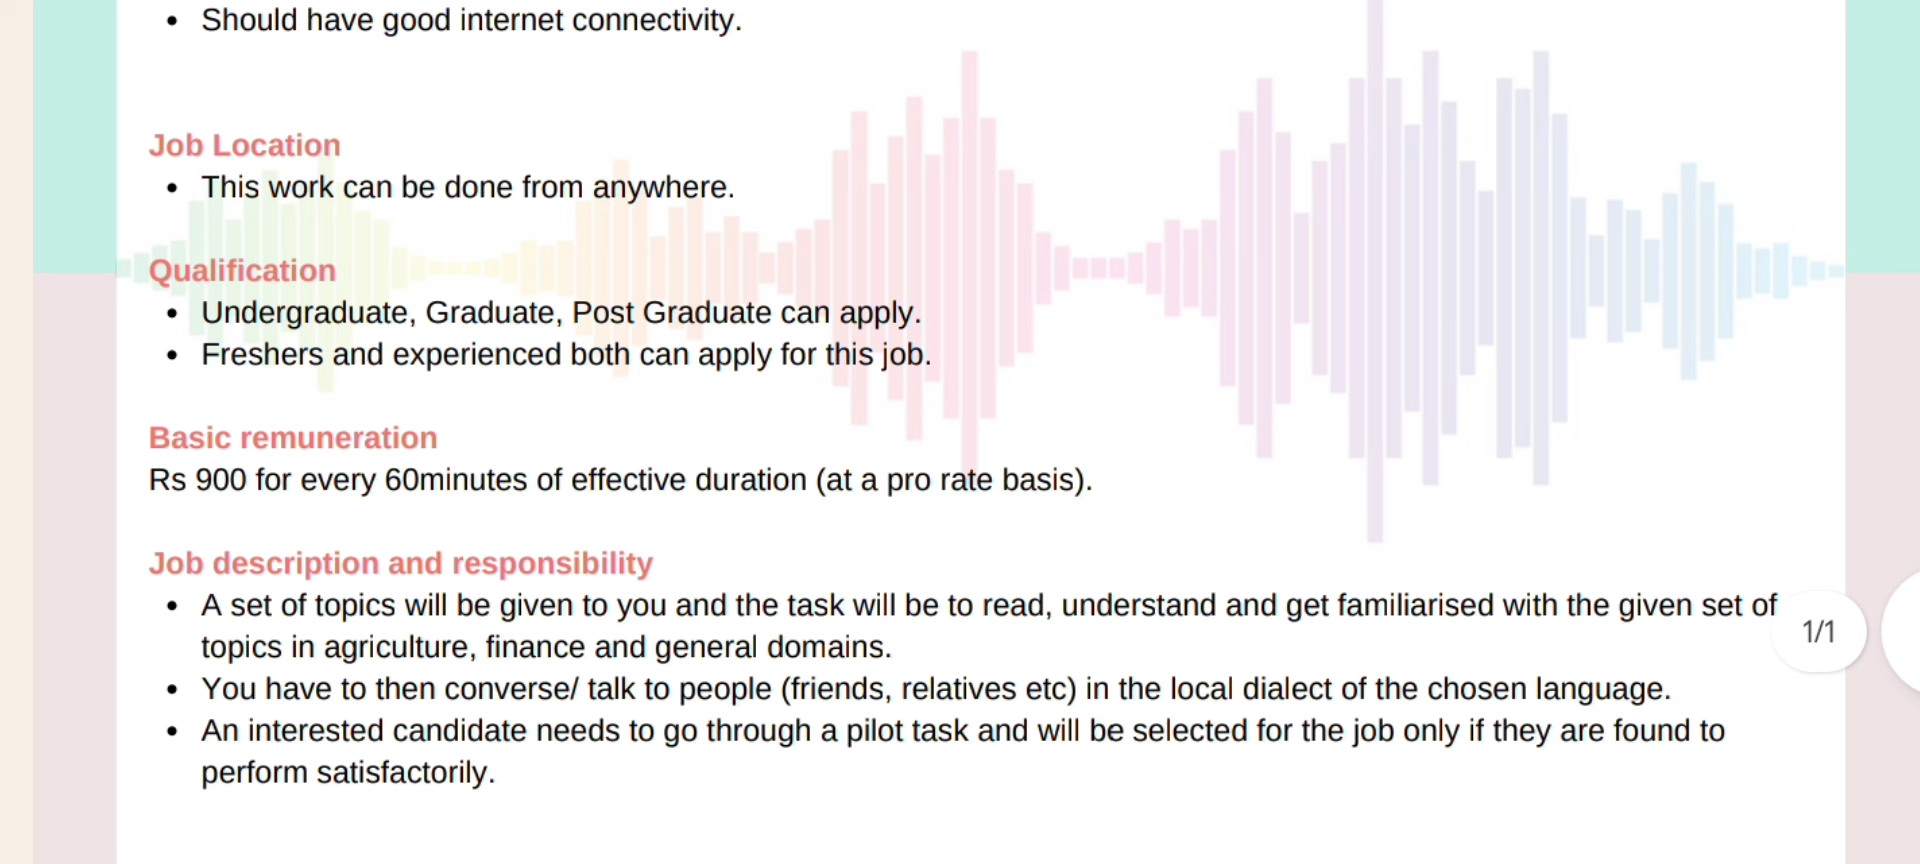 • Should have good internet connectivity.
Job Location
• This work can be done from anywhere.
Qualification
• Undergraduate, Graduate, Post Graduate can apply.
• Freshers and experienced both can apply for this job.
Basic remuneration
Rs 900 for every 60minutes of effective duration (at a pro rate basis).
Job description and responsibility
• A set of topics will be given to you and the task will be to read, understand and get familiarised with the given set of
topics in agriculture, finance and general domains.
1/1
• You have to then converse/ talk to people (friends, relatives etc) in the local dialect of the chosen language.
• An interested candidate needs to go through a pilot task and will be selected for the job only if they are found to
perform satisfactorily.